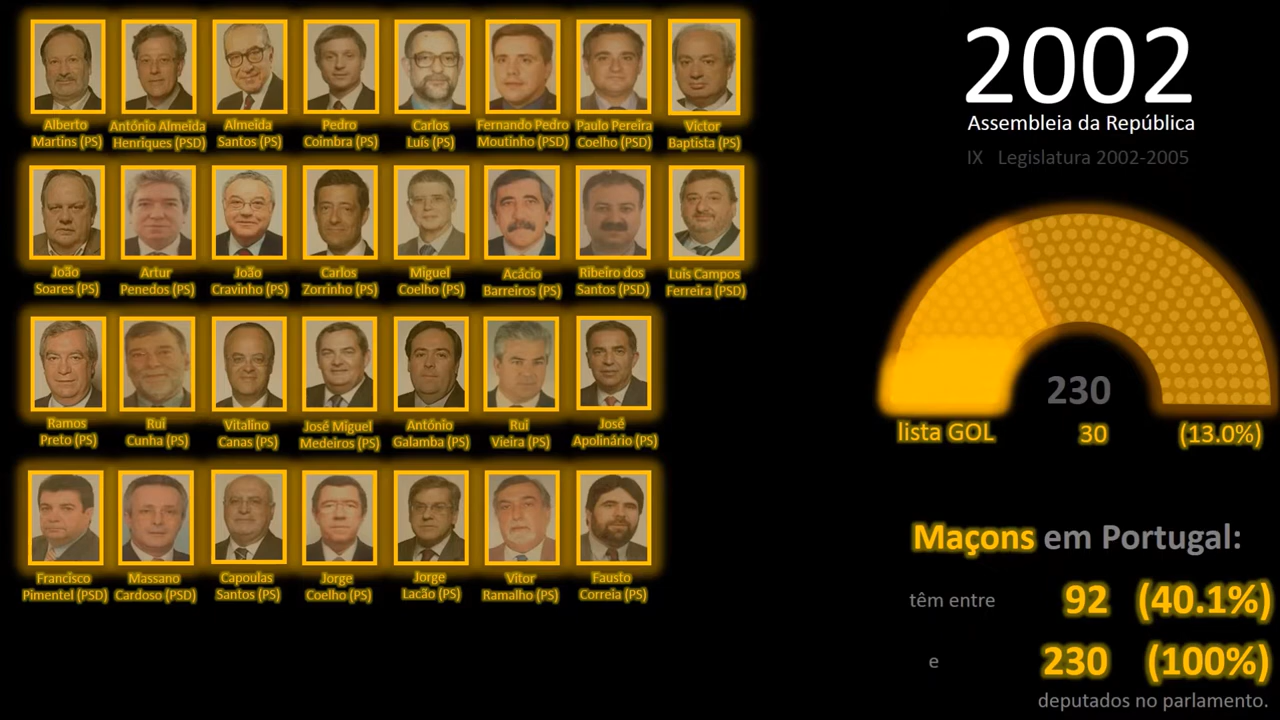 2002
Assembleia da República
IX Legislatura 2002-2005
Alberto
Martins (PS)
António Almeida
Henriques (PSD)
Almeida
Santos (PS)
Pedro
Coimbra (PS)
Carlos
Luís (PS)
Fernando Pedro
Moutinho (PSD)
Paulo Pereira
Coelho (PSD)
Victor
Baptista (PS)
João
Soares (PS)
Artur
Penedos (PS)
João
Cravinho (PS)
Carlos
Zorrinho (PS)
Miguel
Coelho (PS)
Acácio
Barreiros (PS)
Ribeiro dos
Santos (PSD)
Luis Campos
Ferreira (PSD)
Ramos
Preto (PS)
Rui
Cunha (PS)
Vitalino
Canas (PS)
José Miguel
Medeiros (PS)
António
Galamba (PS)
Rui
Vieira (PS)
José
Apolinário (PS)
Francisco
Pimentel (PSD)
Massano
Cardoso (PSD)
Capoulas
Santos (PS)
Jorge
Coelho (PS)
Jorge
Lacão (PS)
Vitor
Ramalho (PS)
Fausto
Correia (PS)
230
lista GOL 30 (13.0%)
Maçons em Portugal:
têm entre 92 (40.1%)
e 230 (100%)
deputados no parlamento.